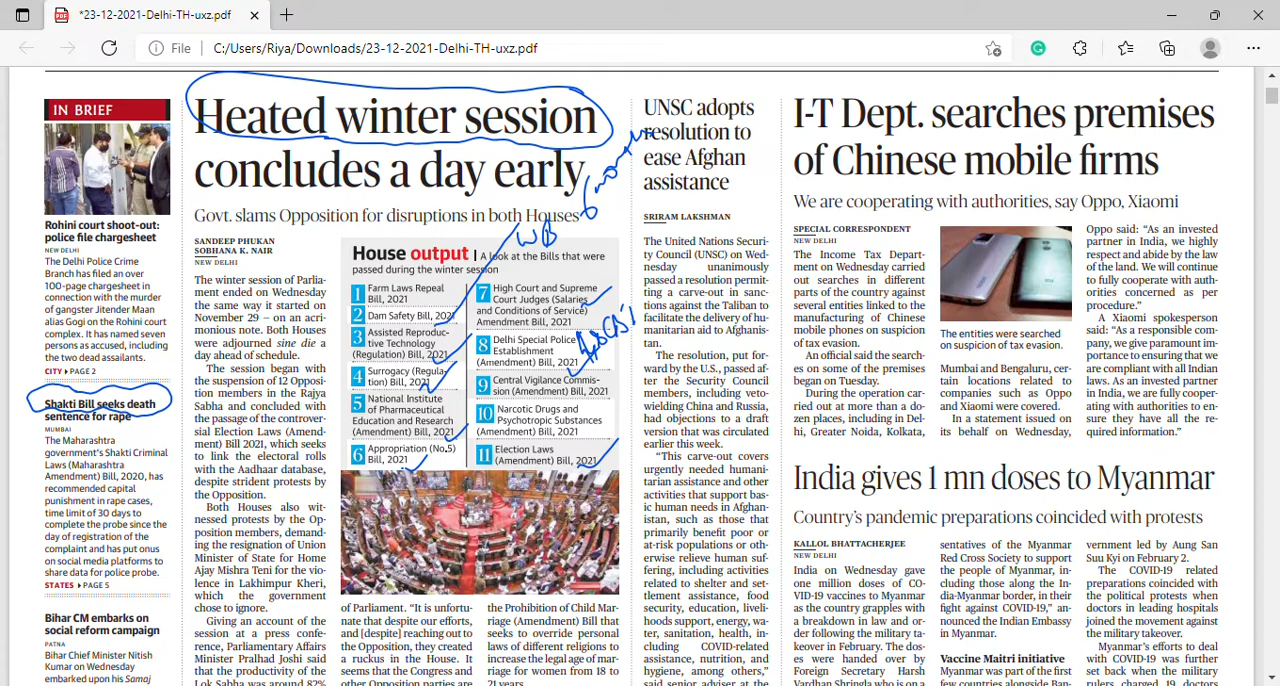 *23-12-2021-Delhi-TH-uxz.pdf
File C:/Users/Riya/Downloads/23-12-2021-Delhi-TH-uxz.pdf
IN BRIEF
Rohini court shoot-out:
police file chargesheet
NEW DELHI
The Delhi Police Crime
Branch has filed an over
100-page chargesheet in
connection with the murder
of gangster Jitender Maan
alias Gogi on the Rohini court
complex. It has named seven
persons as accused, including
the two dead assailants.
CITY PAGE 2
Shakti Bill seeks death
sentence for rape
MUMBAI
The Maharashtra
government's Shakti Criminal
Laws (Maharashtra
Amendment) Bill, 2020, has
recommended capital
punishment in rape cases,
time limit of 30 days to
complete the probe since the
day of registration of the
complaint and has put onus
on social media platforms to
share data for police probe.
STATES PAGE 5
Bihar CM embarks on
social reform campaign
PATNA
Bihar Chief Minister Nitish
Kumar on Wednesday
embarked upon his Samaj
Heated winter session
concludes a day early
Govt. slams Opposition for disruptions in both Houses
SANDEEP PHUKAN
SOBHANA K. NAIR
NEW DELHI
The winter session of Parlia-
ment ended on Wednesday
the same way it started on
November 29 – on an acri-
monious note. Both Houses
were adjourned sine die a
day ahead of schedule.
The session began with
the suspension of 12 Opposi-
tion members in the Rajya
Sabha and concluded with
the passage of the controver-
sial Election Laws (Amend-
ment) Bill 2021, which seeks
to link the electoral rolls
with the Aadhaar database,
despite strident protests by
the Opposition.
Both Houses also wit-
nessed protests by the Op-
position members, demand-
ing the resignation of Union
Minister of State for Home
Ajay Mishra Teni for the vio-
lence in Lakhimpur Kheri,
which the government
chose to ignore.
Giving an account of the
session at a press confe-
rence, Parliamentary Affairs
Minister Pralhad Joshi said
that the productivity of the
Lok Sabha was around 82%
House output A look at the Bills that were
passed during the winter session
1 Farm Laws Repeal
Bill, 2021
2 Dam Safety Bill, 2021
3 Assisted Reproduc-
tive Technology
(Regulation) Bill, 2021
4 Surrogacy (Regula-
tion) Bill, 2021
5 National Institute
of Pharmaceutical
Education and Research
(Amendment) Bill, 2021
6 Appropriation (No.5)
Bill, 2021
7 High Court and Supreme
Court Judges (Salaries
and Conditions of Service)
Amendment Bill, 2021
8 Delhi Special Police
Establishment
(Amendment) Bill, 2021
9 Central Vigilance Commis-
sion (Amendment) Bill, 2021
10 Narcotic Drugs and
Psychotropic Substances
(Amendment) Bill, 2021
11 Election Laws
(Amendment) Bill, 2021
WB
of Parliament. "It is unfortu-
nate that despite our efforts,
and [despite] reaching out to
the Opposition, they created
a ruckus in the House. It
seems that the Congress and
other Opposition parties are
the Prohibition of Child Mar-
riage (Amendment) Bill that
seeks to override personal
laws of different religions to
increase the legal age of mar-
riage for women from 18 to
21 years.
UNSC adopts
resolution to
ease Afghan
assistance
SRIRAM LAKSHMAN
The United Nations Securi-
ty Council (UNSC) on Wed-
nesday unanimously
passed a resolution permit-
ting a carve-out in sanc-
tions against the Taliban to
facilitate the delivery of hu-
manitarian aid to Afghanis-
tan.
The resolution, put for-
ward by the U.S., passed af-
ter the Security Council
members, including veto-
wielding China and Russia,
had objections to a draft
version that was circulated
earlier this week.
"This carve-out covers
urgently needed humani-
tarian assistance and other
activities that support bas-
ic human needs in Afghan-
istan, such as those that
primarily benefit poor or
at-risk populations or oth-
erwise relieve human suf-
fering, including activities
related to shelter and set-
tlement assistance, food
security, education, liveli-
hoods support, energy, wa-
ter, sanitation, health, in-
cluding COVID-related
assistance, nutrition, and
hygiene, among others,"
said senior adviser at the
I-T Dept. searches premises
of Chinese mobile firms
We are cooperating with authorities, say Oppo, Xiaomi
SPECIAL CORRESPONDENT
NEW DELHI
The Income Tax Depart-
ment on Wednesday carried
out searches in different
parts of the country against
several entities linked to the
manufacturing of Chinese
mobile phones on suspicion
of tax evasion.
An official said the search-
es on some of the premises
began on Tuesday.
During the operation car-
ried out at more than a do-
zen places, including in Del-
hi, Greater Noida, Kolkata,
The entities were searched
on suspicion of tax evasion.
Mumbai and Bengaluru, cer-
tain locations related to
companies such as Oppo
and Xiaomi were covered.
In a statement issued on
its behalf on Wednesday,
Oppo said: "As an invested
partner in India, we highly
respect and abide by the law
of the land. We will continue
to fully cooperate with auth-
orities concerned as per
procedure."
A Xiaomi spokesperson
said: "As a responsible com-
pany, we give paramount im-
portance to ensuring that we
are compliant with all Indian
laws. As an invested partner
in India, we are fully cooper-
ating with authorities to en-
sure they have all the re-
quired information."
India gives 1 mn doses to Myanmar
Country's pandemic preparations coincided with protests
KALLOL BHATTACHERJEE
NEW DELHI
India on Wednesday gave
one million doses of CO-
VID-19 vaccines to Myanmar
as the country grapples with
a breakdown in law and or-
der following the military ta-
keover in February. The dos-
es were handed over by
Foreign Secretary Harsh
Vardhan Shringla who is on a
sentatives of the Myanmar
Red Cross Society to support
the people of Myanmar, in-
cluding those along the In-
dia-Myanmar border, in their
fight against COVID-19," an-
nounced the Indian Embassy
in Myanmar.
Vaccine Maitri initiative
Myanmar was part of the first
few countries alongside Ban-
vernment led by Aung San
Suu Kyi on February 2.
The COVID-19 related
preparations coincided with
the political protests when
doctors in leading hospitals
joined the movement against
the military takeover.
Myanmar's efforts to deal
with COVID-19 was further
set back when the military
rulers charged 19 doctors